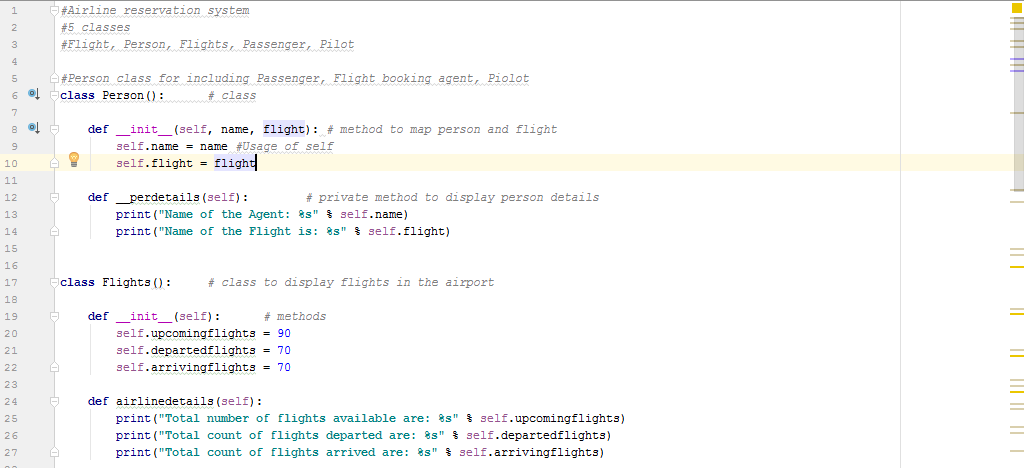 1 #Airline reservation system
2 #5 classes
3 #Flight, Person, Flights, Passenger, Pilot
4
5 #Person class for including Passenger, Flight booking agent, Piolot
6 class Person():      # class
7
8     def __init__(self, name, flight): # method to map person and flight
9         self.name = name #Usage of self
10         self.flight = flight
11
12     def __perdetails(self):        # private method to display person details
13         print("Name of the Agent: %s" % self.name)
14         print("Name of the Flight is: %s" % self.flight)
15
16
17 class Flights():     # class to display flights in the airport
18
19     def __init__(self):      # methods
20         self.upcomingflights = 90
21         self.departedflights = 70
22         self.arrivingflights = 70
23
24     def airlinedetails(self):
25         print("Total number of flights available are: %s" % self.upcomingflights)
26         print("Total count of flights departed are: %s" % self.departedflights)
27         print("Total count of flights arrived are: %s" % self.arrivingflights)